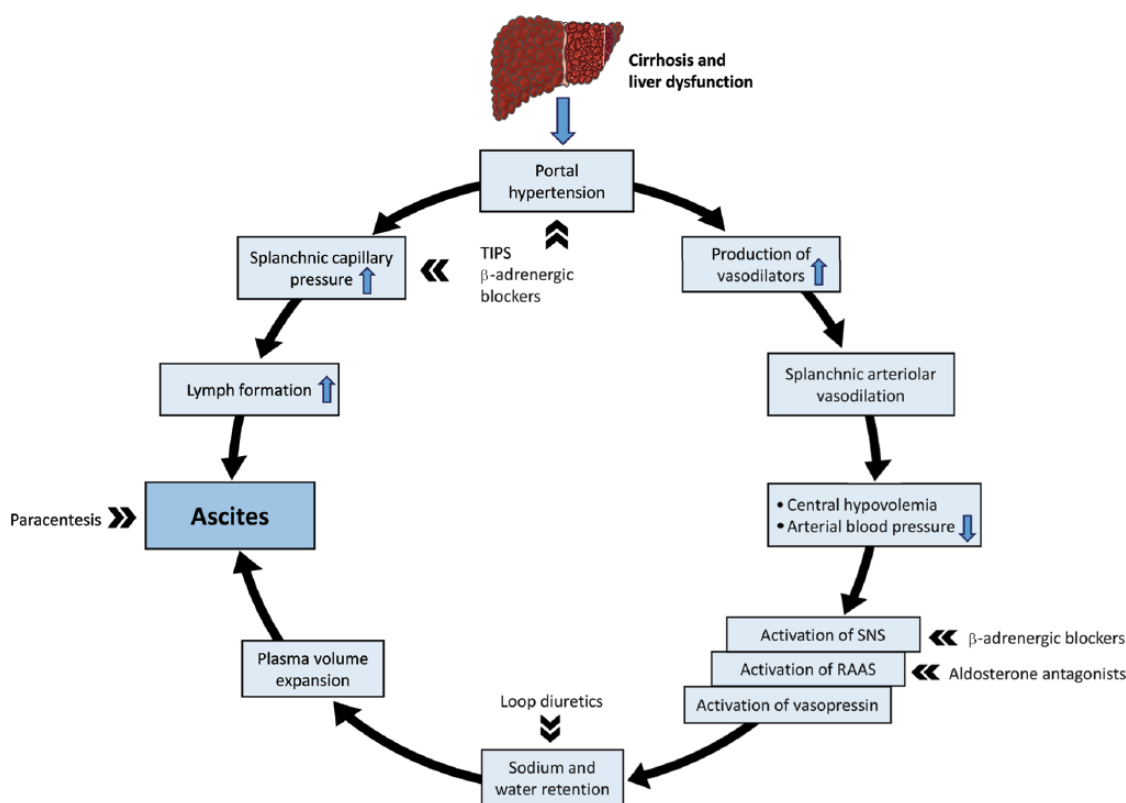 Cirrhosis and
liver dysfunction
Portal
hypertension
Splanchnic capillary
pressure
TIPS
β-adrenergic
blockers
Production of
vasodilators
Lymph formation
Splanchnic arteriolar
vasodilation
Paracentesis
Ascites
• Central hypovolemia
• Arterial blood pressure
Activation of SNS
β-adrenergic blockers
Activation of RAAS
Aldosterone antagonists
Activation of vasopressin
Plasma volume
expansion
Loop diuretics
Sodium and
water retention